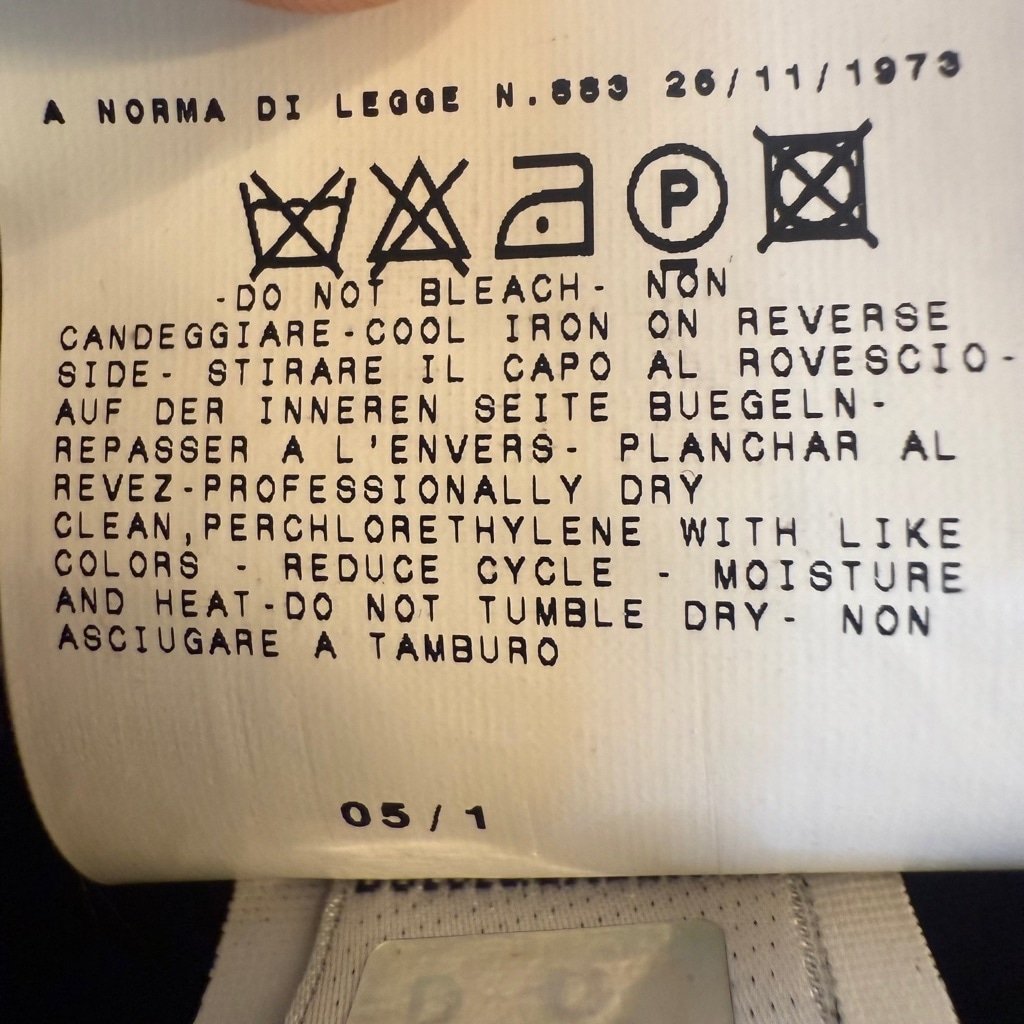 A NORMA DI LEGGE N.883 26/11/1973
P
-DO NOT BLEACH- NON
CANDEGGIARE-COOL IRON ON REVERSE
SIDE- STIRARE IL CAPO AL ROVESCIO-
AUF DER INNEREN SEITE BUEGELN-
REPASSER A L'ENVERS- PLANCHAR AL
REVEZ-PROFESSIONALLY DRY
CLEAN,PERCHLORETHYLENE WITH LIKE
COLORS - REDUCE CYCLE - MOISTURE
AND HEAT-DO NOT TUMBLE DRY- NON
ASCIUGARE A TAMBURO
05/1